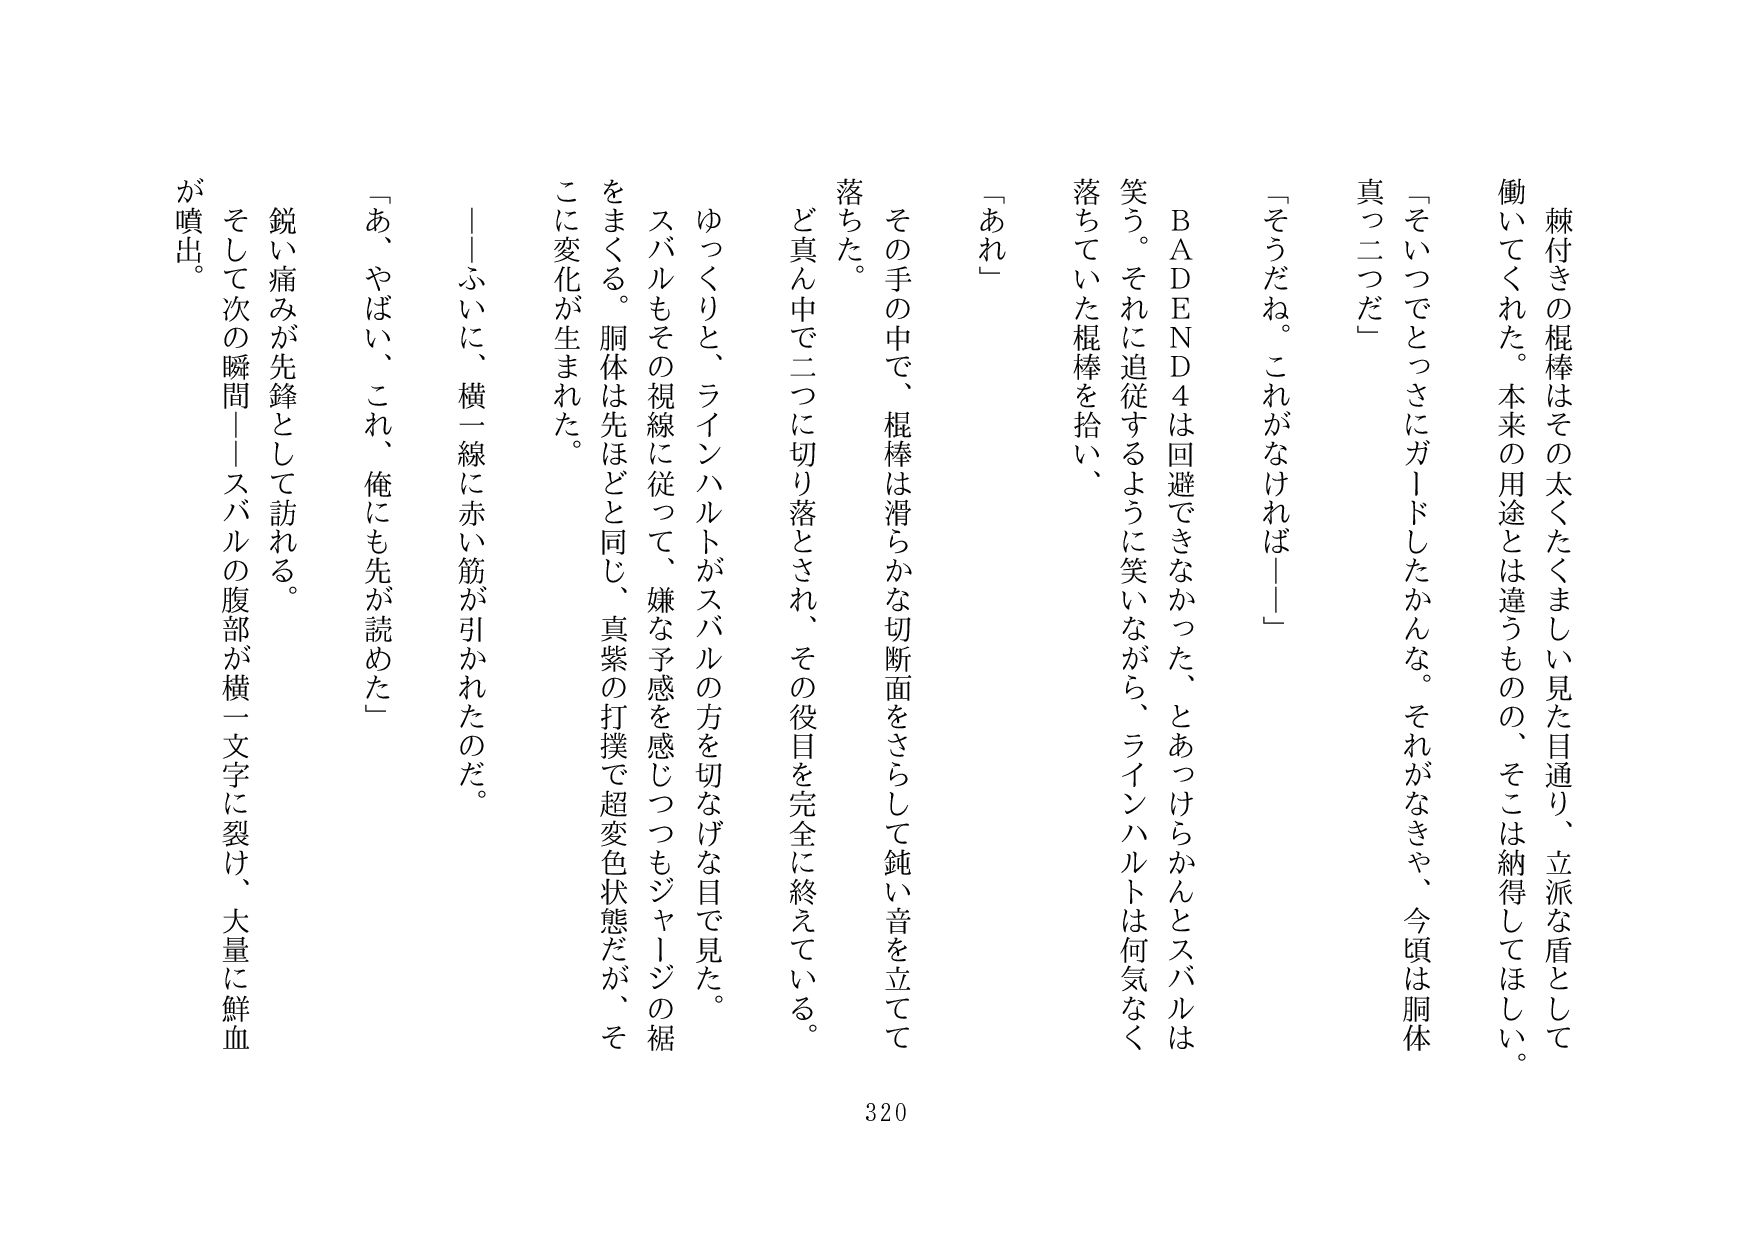 棘付きの棍棒はその太くたくましい見た目通り、立派な盾として
働いてくれた。本来の用途とは違うものの、そこは納得してほしい。
「そいつでとっさにガードしたかんな。それがなきゃ、今頃は胴体
真っ二つだ」
「そうだね。これがなければ――」
　ＢＡＤＥＮＤ４は回避できなかった、とあっけらかんとスバルは
笑う。それに追従するように笑いながら、ラインハルトは何気なく
落ちていた棍棒を拾い、
「あれ」
　その手の中で、棍棒は滑らかな切断面をさらして鈍い音を立てて
落ちた。
　ど真ん中で二つに切り落とされ、その役目を完全に終えている。
　ゆっくりと、ラインハルトがスバルの方を切なげな目で見た。
　スバルもその視線に従って、嫌な予感を感じつつもジャージの裾
をまくる。胴体は先ほどと同じ、真紫の打撲で超変色状態だが、そ
こに変化が生まれた。
　――ふいに、横一線に赤い筋が引かれたのだ。
「あ、やばい、これ、俺にも先が読めた」
　鋭い痛みが先鋒として訪れる。
　そして次の瞬間――スバルの腹部が横一文字に裂け、大量に鮮血
が噴出。
320